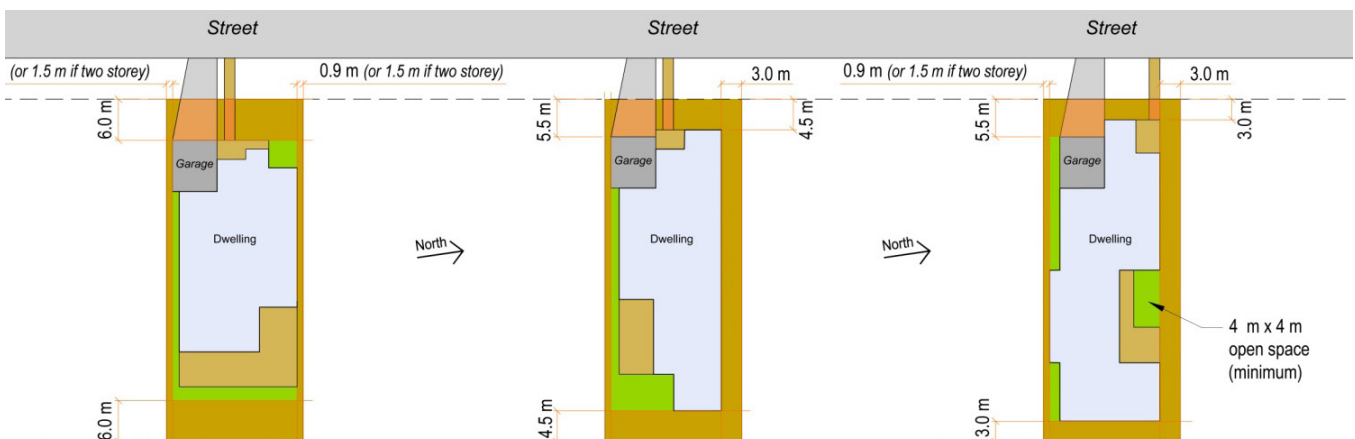 Street
Street
Street
(or 1.5 m if two storey)
0.9 m (or 1.5 m if two storey)
3.0 m
0.9 m (or 1.5 m if two storey)
3.0 m
6.0 m
5.5 m
4.5 m
5.5 m
3.0 m
Garage
Garage
Garage
Dwelling
North
Dwelling
North
Dwelling
4 m x 4 m
open space
(minimum)
6.0 m
4.5 m
3.0 m